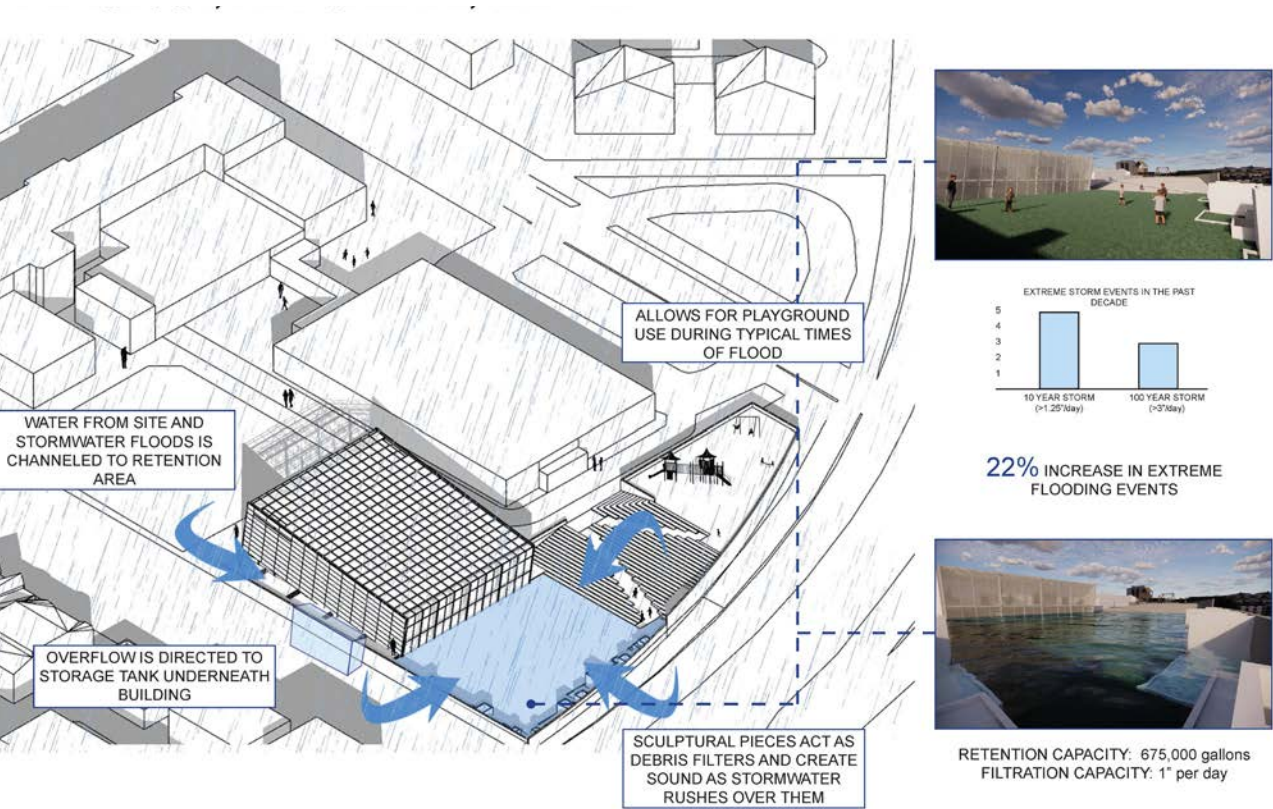 ALLOWS FOR PLAYGROUND
USE DURING TYPICAL TIMES
OF FLOOD
WATER FROM SITE AND
STORMWATER FLOODS IS
CHANNELED TO RETENTION
AREA
OVERFLOW IS DIRECTED TO
STORAGE TANK UNDERNEATH
BUILDING
SCULPTURAL PIECES ACT AS
DEBRIS FILTERS AND CREATE
SOUND AS STORMWATER
RUSHES OVER THEM
EXTREME STORM EVENTS IN THE PAST
DECADE
5
4
3
2
1
10 YEAR STORM
(>1.25"/day)
100 YEAR STORM
(>3"/day)
22% INCREASE IN EXTREME
FLOODING EVENTS
RETENTION CAPACITY: 675,000 gallons
FILTRATION CAPACITY: 1" per day